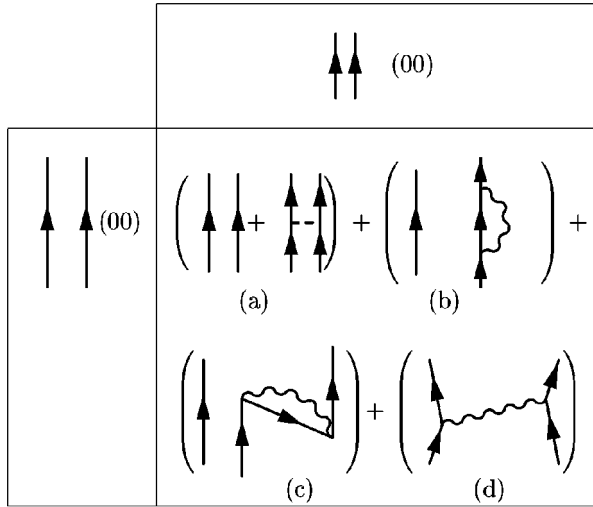 (00)
(00)
+ + +
(a) (b)
+
(c) (d)